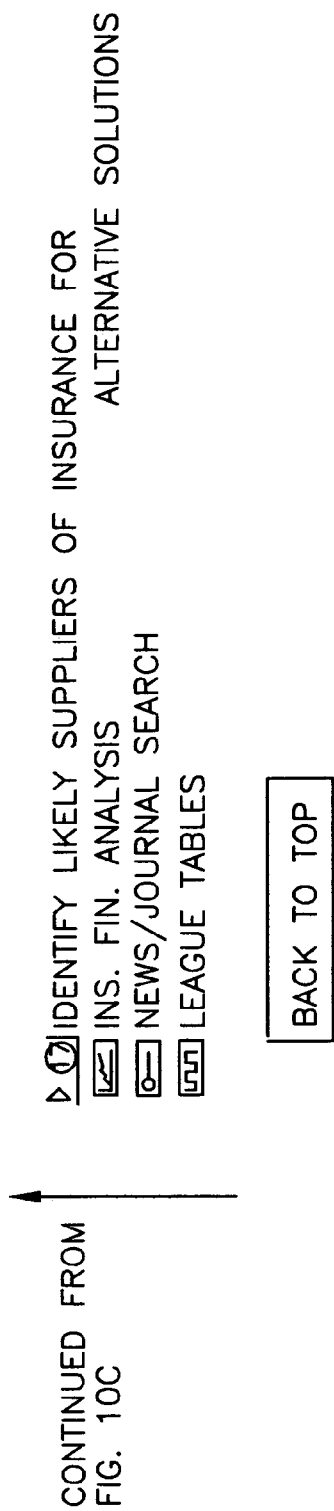 CONTINUED FROM
FIG. 10C
17 IDENTIFY LIKELY SUPPLIERS OF INSURANCE FOR
ALTERNATIVE SOLUTIONS
INS. FIN. ANALYSIS
NEWS/JOURNAL SEARCH
LEAGUE TABLES
BACK TO TOP